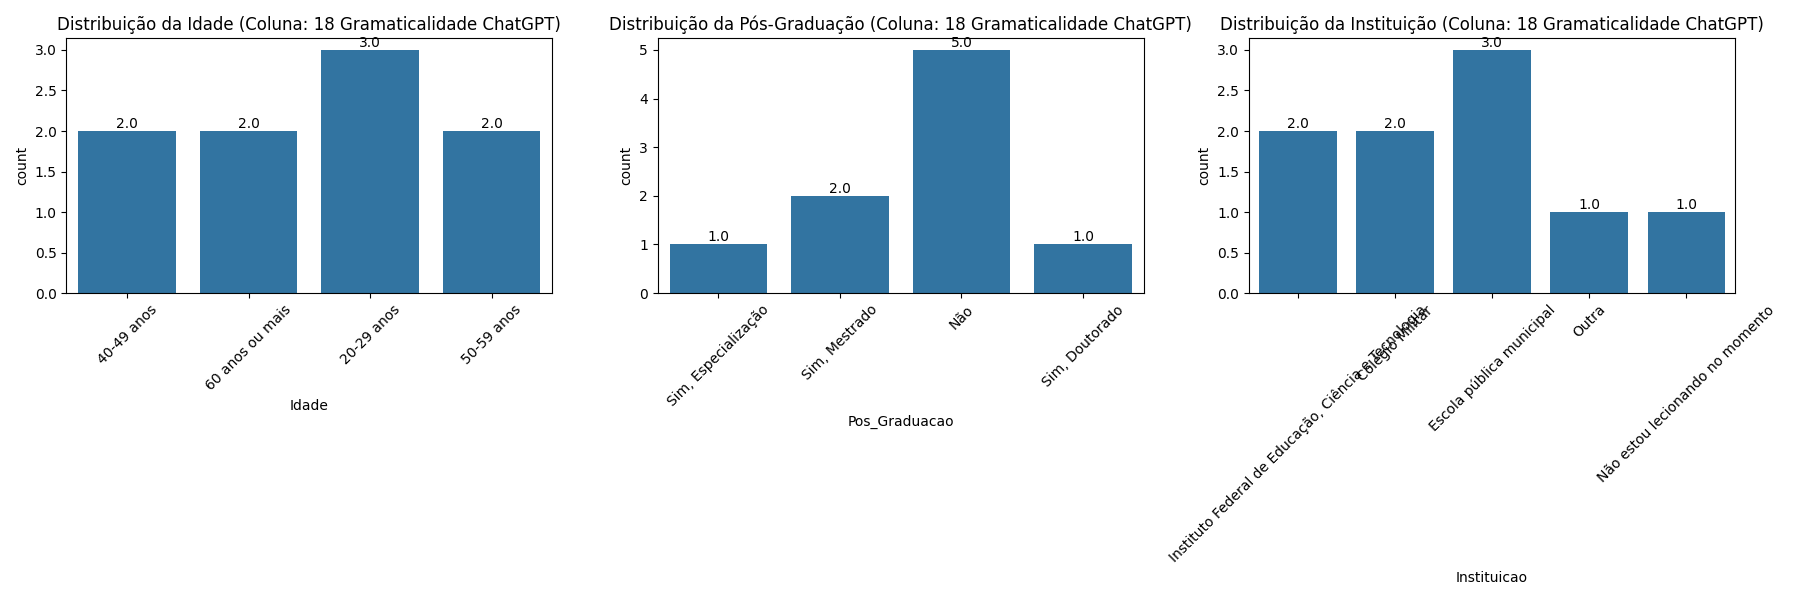 Distribuição da Idade (Coluna: 18 Gramaticalidade ChatGPT)
3.0
2.5
2.0
1.5
1.0
0.5
0.0
count
2.0
2.0
3.0
2.0
40-49 anos
60 anos ou mais
20-29 anos
50-59 anos
Idade
Distribuição da Pós-Graduação (Coluna: 18 Gramaticalidade ChatGPT)
5
4
3
2
1
0
count
1.0
2.0
5.0
1.0
Sim, Especialização
Sim, Mestrado
Não
Sim, Doutorado
Pos_Graduacao
Distribuição da Instituição (Coluna: 18 Gramaticalidade ChatGPT)
3.0
2.5
2.0
1.5
1.0
0.5
0.0
count
2.0
2.0
3.0
1.0
1.0
Instituto Federal de Educação, Ciência e Tecnologia
Colégio Militar
Escola pública municipal
Outra
Não estou lecionando no momento
Instituicao